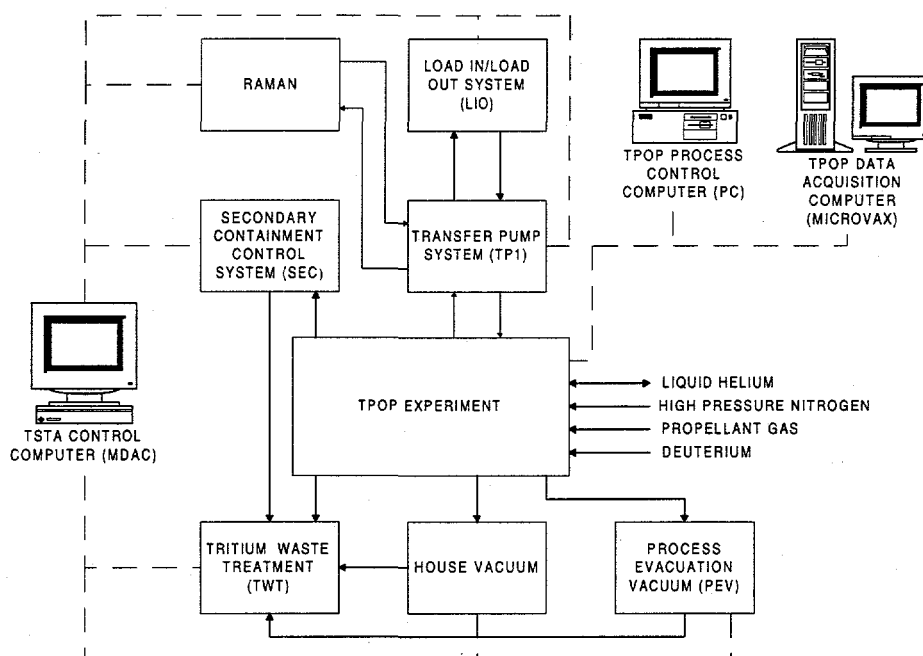 RAMAN
LOAD IN/LOAD
OUT SYSTEM
(LIO)
TPOP PROCESS
CONTROL
COMPUTER (PC)
TPOP DATA
ACQUISITION
COMPUTER
(MICROVAX)
SECONDARY
CONTAINMENT
CONTROL
SYSTEM (SEC)
TRANSFER PUMP
SYSTEM (TP1)
TSTA CONTROL
COMPUTER (MDAC)
TPOP EXPERIMENT
LIQUID HELIUM
HIGH PRESSURE NITROGEN
PROPELLANT GAS
DEUTERIUM
TRITIUM WASTE
TREATMENT
(TWT)
HOUSE VACUUM
PROCESS
EVACUATION
VACUUM (PEV)